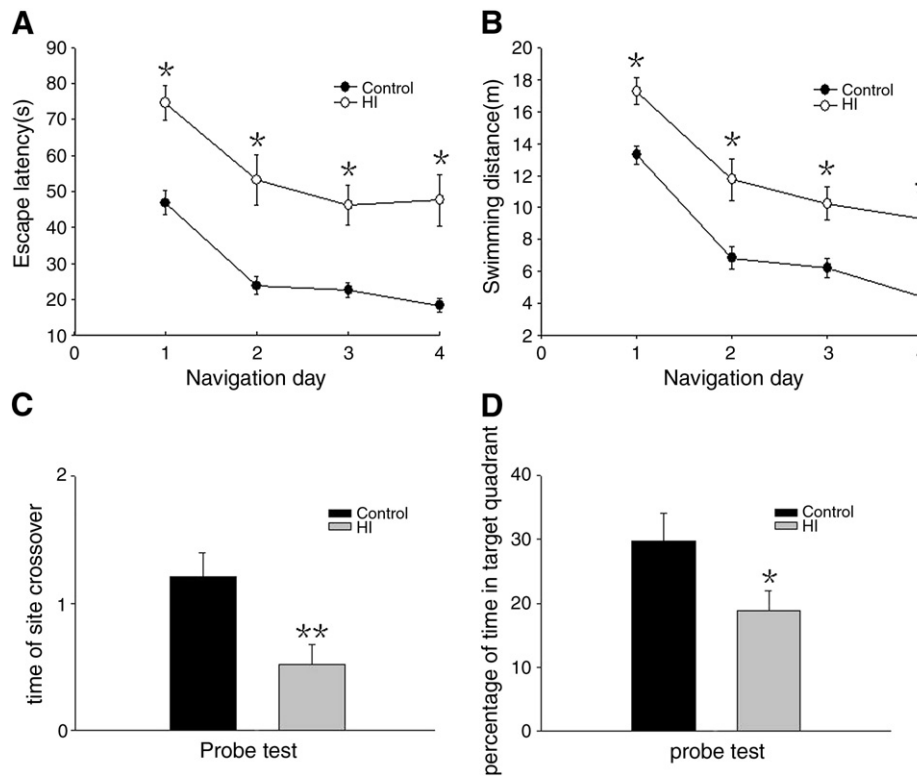 A
90
80
70
60
50
40
30
20
10
Escape latency(s)
*
*
*
*
Control
HI
0
1
2
3
4
Navigation day
B
20
18
16
14
12
10
8
6
4
2
Swimming distance(m)
*
*
*
Control
HI
0
1
2
3
Navigation day
C
2
1
0
time of site crossover
Control
HI
**
Probe test
D
40
30
20
10
0
percentage of time in target quadrant
Control
HI
*
probe test